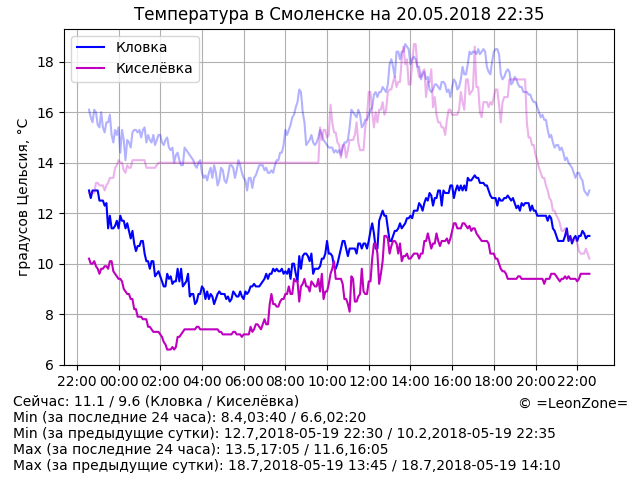 Температура в Смоленске на 20.05.2018 22:35
Кловка
Киселёвка
градусов Цельсия, °C
18
16
14
12
10
8
6
22:00 00:00 02:00 04:00 06:00 08:00 10:00 12:00 14:00 16:00 18:00 20:00 22:00
Сейчас: 11.1 / 9.6 (Кловка / Киселёвка)
© =LeonZone=
Min (за последние 24 часа): 8.4,03:40 / 6.6,02:20
Min (за предыдущие сутки): 12.7,2018-05-19 22:30 / 10.2,2018-05-19 22:35
Max (за последние 24 часа): 13.5,17:05 / 11.6,16:05
Max (за предыдущие сутки): 18.7,2018-05-19 13:45 / 18.7,2018-05-19 14:10